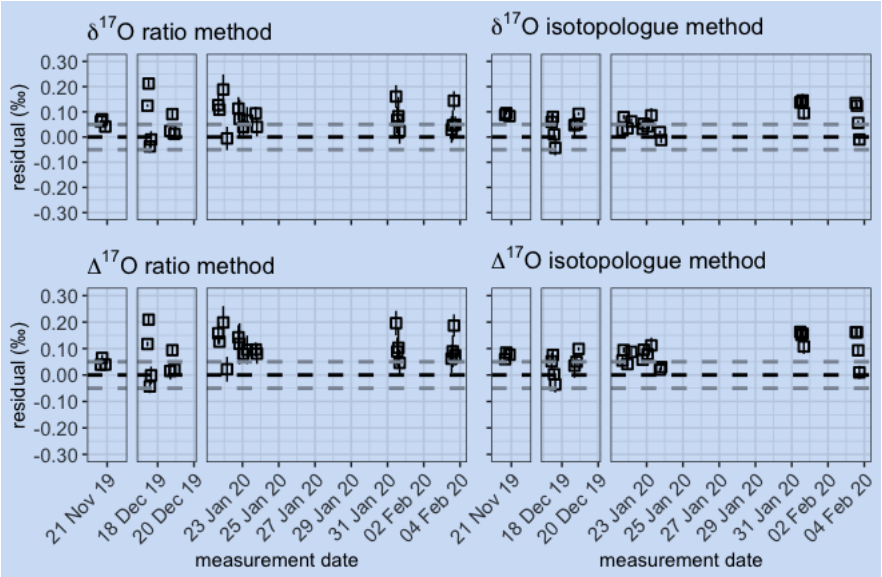 δ¹⁷O ratio method
δ¹⁷O isotopologue method
residual (‰)
0.30
0.20
0.10
0.00
-0.10
-0.20
-0.30
Δ¹⁷O ratio method
Δ¹⁷O isotopologue method
residual (‰)
0.30
0.20
0.10
0.00
-0.10
-0.20
-0.30
21 Nov 19
18 Dec 19
20 Dec 19
23 Jan 20
25 Jan 20
27 Jan 20
29 Jan 20
31 Jan 20
02 Feb 20
04 Feb 20
21 Nov 19
18 Dec 19
20 Dec 19
23 Jan 20
25 Jan 20
27 Jan 20
29 Jan 20
31 Jan 20
02 Feb 20
04 Feb 20
measurement date
measurement date